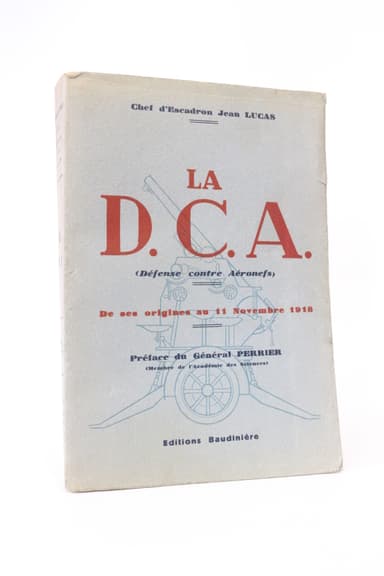 Chef d'Escadron Jean LUCAS
LA
D. C. A.
(Défense contre Aéronefs)
De ses origines au 11 Novembre 1918
Préface du Général PERRIER
(Membre de l'Académie des Sciences)
Editions Baudinière